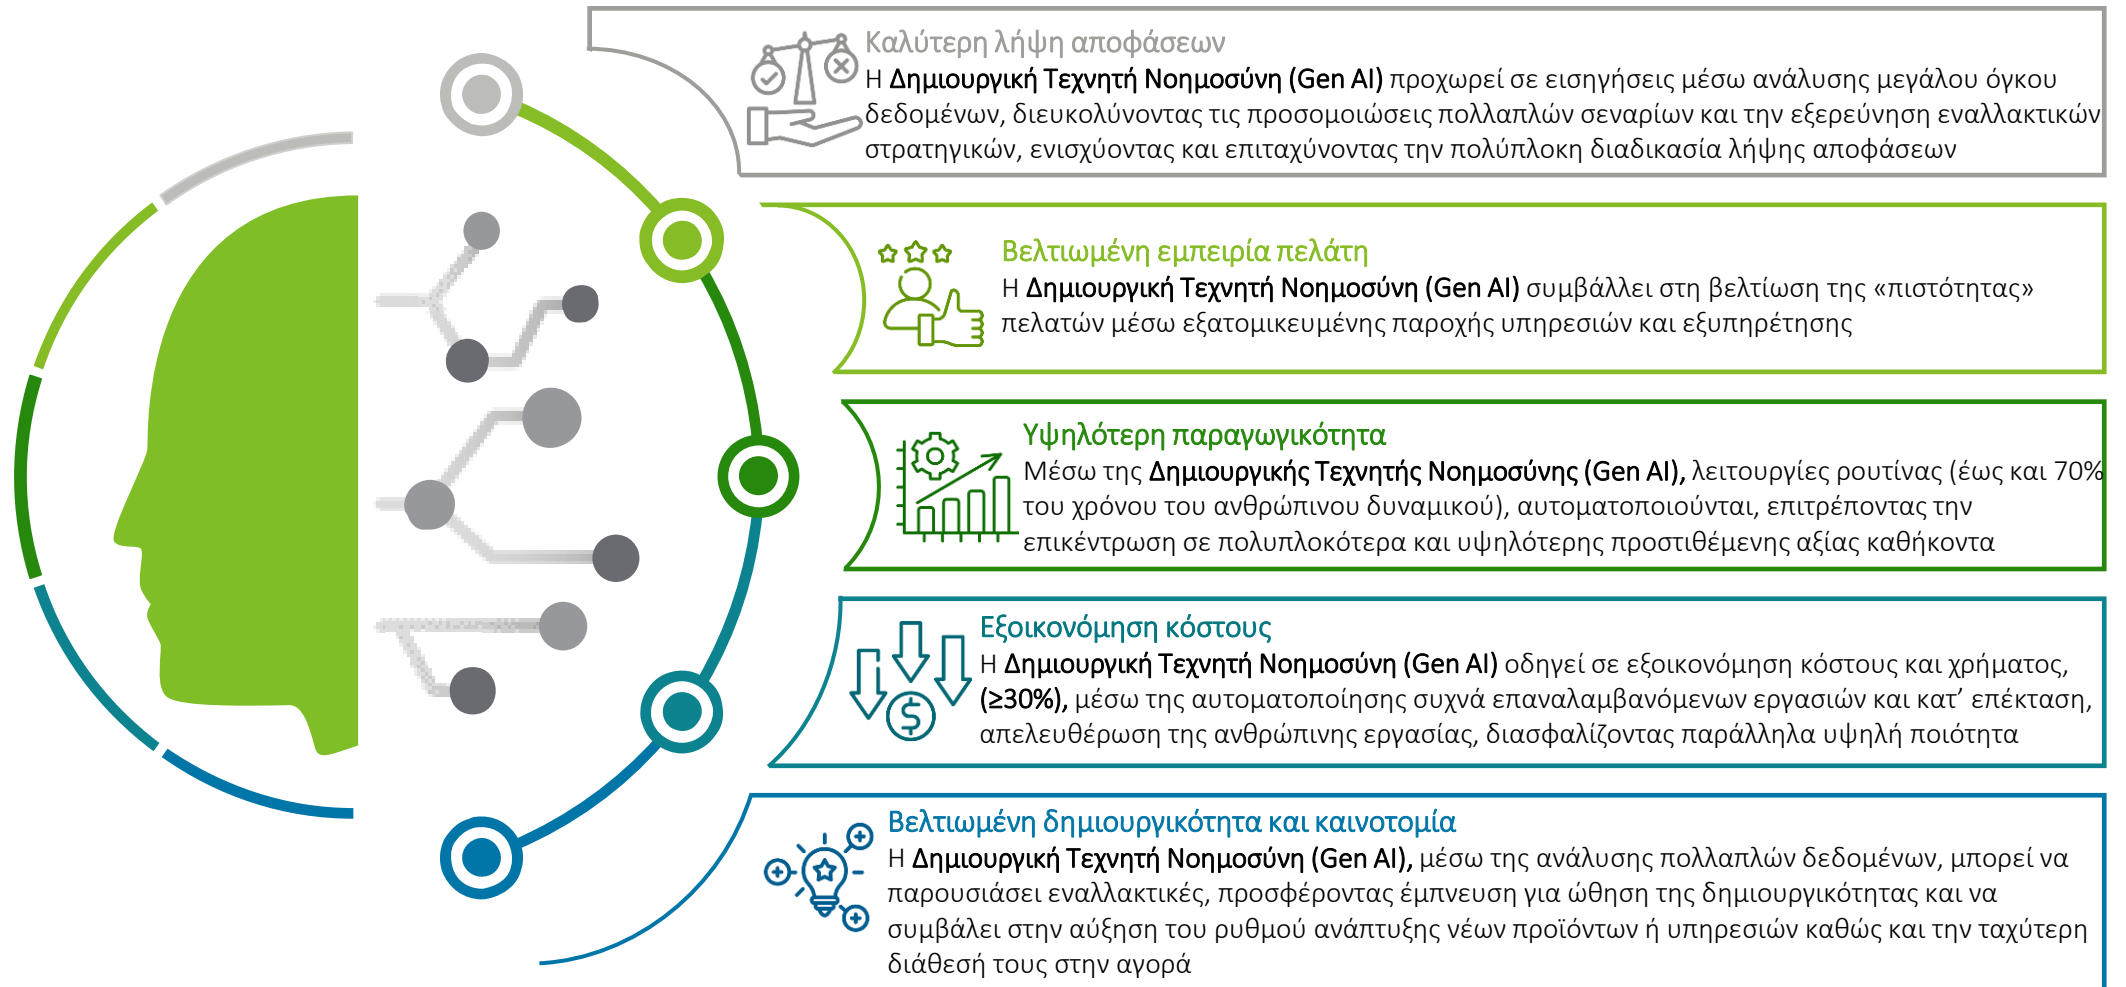 Καλύτερη λήψη αποφάσεων
Η Δημιουργική Τεχνητή Νοημοσύνη (Gen AI) προχωρεί σε εισηγήσεις μέσω ανάλυσης μεγάλου όγκου
δεδομένων, διευκολύνοντας τις προσομοιώσεις πολλαπλών σεναρίων και την εξερεύνηση εναλλακτικών
στρατηγικών, ενισχύοντας και επιταχύνοντας την πολύπλοκη διαδικασία λήψης αποφάσεων
Βελτιωμένη εμπειρία πελάτη
Η Δημιουργική Τεχνητή Νοημοσύνη (Gen AI) συμβάλλει στη βελτίωση της «πιστότητας»
πελατών μέσω εξατομικευμένης παροχής υπηρεσιών και εξυπηρέτησης
Υψηλότερη παραγωγικότητα
Μέσω της Δημιουργικής Τεχνητής Νοημοσύνης (Gen AI), λειτουργίες ρουτίνας (έως και 70%
του χρόνου του ανθρώπινου δυναμικού), αυτοματοποιούνται, επιτρέποντας την
επικέντρωση σε πολυπλοκότερα και υψηλότερης προστιθέμενης αξίας καθήκοντα
Εξοικονόμηση κόστους
Η Δημιουργική Τεχνητή Νοημοσύνη (Gen AI) οδηγεί σε εξοικονόμηση κόστους και χρήματος,
(≥30%), μέσω της αυτοματοποίησης συχνά επαναλαμβανόμενων εργασιών και κατ’ επέκταση,
απελευθέρωση της ανθρώπινης εργασίας, διασφαλίζοντας παράλληλα υψηλή ποιότητα
Βελτιωμένη δημιουργικότητα και καινοτομία
Η Δημιουργική Τεχνητή Νοημοσύνη (Gen AI), μέσω της ανάλυσης πολλαπλών δεδομένων, μπορεί να
παρουσιάσει εναλλακτικές, προσφέροντας έμπνευση για ώθηση της δημιουργικότητας και να
συμβάλει στην αύξηση του ρυθμού ανάπτυξης νέων προϊόντων ή υπηρεσιών καθώς και την ταχύτερη
διάθεσή τους στην αγορά